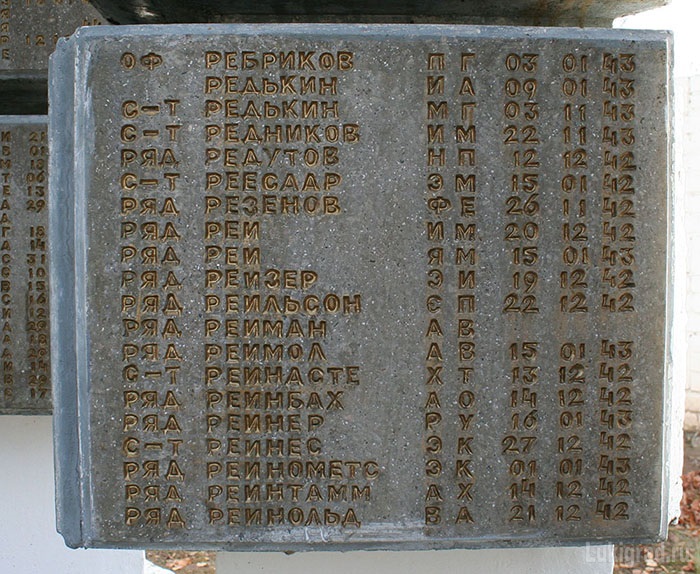 ОФ РЕБРИКОВ П Г 03 01 43
РЕДЬКИН И А 09 01 43
С-Т РЕДЬКИН М Г 03 11 43
С-Т РЕДНИКОВ И М 22 11 43
РЯД РЕДУТОВ Н П 12 12 42
С-Т РЕЕСААР Э М 15 01 42
РЯД РЕЗЕНОВ Ф Е 26 11 42
РЯД РЕИ И М 20 12 42
РЯД РЕИ Я М 15 01 43
РЯД РЕИЗЕР Э И 19 12 42
РЯД РЕИЛЬСОН Е П 22 12 42
РЯД РЕИМАН А В
РЯД РЕИМОЛ А В 15 01 43
С-Т РЕИНАСТЕ Х Т 13 12 42
РЯД РЕИНБАХ А О 14 12 42
РЯД РЕИНЕР Р У 16 01 43
С-Т РЕИНЕС Э К 27 12 42
РЯД РЕИНОМЕТС Э К 01 01 43
РЯД РЕИНТАММ А Х 14 12 42
РЯД РЕИНОЛЬД В А 21 12 42
Lukigrad.ru